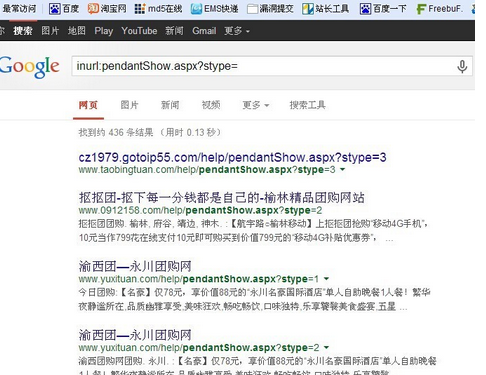 最常访问 百度 淘宝网 md5在线 EMS快递 漏洞提交 站长工具 百度一下 FreebuF.
你 搜索 图片 地图 Play YouTube 新闻 Gmail 更多
Google inurl:pendantShow.aspx?stype=
网页 图片 新闻 视频 更多 搜索工具
找到约 436 条结果 （用时 0.13 秒）
cz1979.gotoip55.com/help/pendantShow.aspx?stype=3
www.taobingtuan.com/help/pendantShow.aspx?stype=3
抠抠团-抠下每一分钱都是自己的-榆林精品团购网站
www.0912158.com/help/pendantShow.aspx?stype=2
抠抠团团购. 榆林, 府谷, 靖边, 神木. :【航宇路○榆林移动】上抠抠团抢购“移动4G手机”,
10元当作799花在线支付10元即可购买到价值799元的“移动4G补贴优惠券”， ...
渝西团—永川团购网
www.yuxituan.com/help/pendantShow.aspx?stype=1
今日团购:【名豪】仅78元，享价值88元的“永川名豪国际酒店”单人自助晚餐1人餐！繁华
夜静谧所在,品质幽雅享受,美味狂欢,畅吃畅饮,口味独特,乐享饕餮美食盛宴,五星 ...
渝西团—永川团购网
www.yuxituan.com/help/pendantShow.aspx?stype=2
渝西团购网团购. 永川. :【名豪】仅78元，享价值88元的“永川名豪国际酒店”单人自助晚